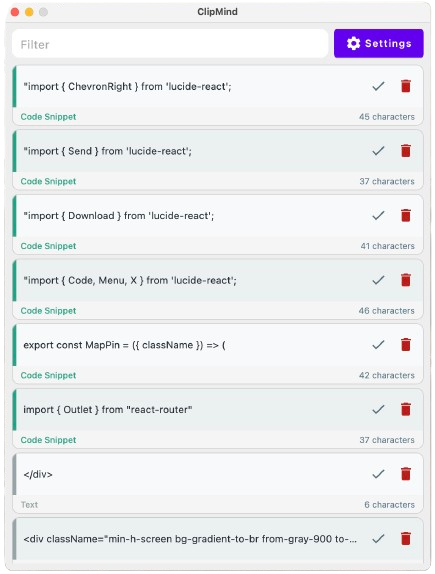 ClipMind
Filter
Settings
"import { ChevronRight } from 'lucide-react';
Code Snippet 45 characters
"import { Send } from 'lucide-react';
Code Snippet 37 characters
"import { Download } from 'lucide-react';
Code Snippet 41 characters
"import { Code, Menu, X } from 'lucide-react';
Code Snippet 46 characters
export const MapPin = ({ className }) => (
Code Snippet 42 characters
import { Outlet } from "react-router"
Code Snippet 37 characters
</div>
Text 6 characters
<div className="min-h-screen bg-gradient-to-br from-gray-900 to-...